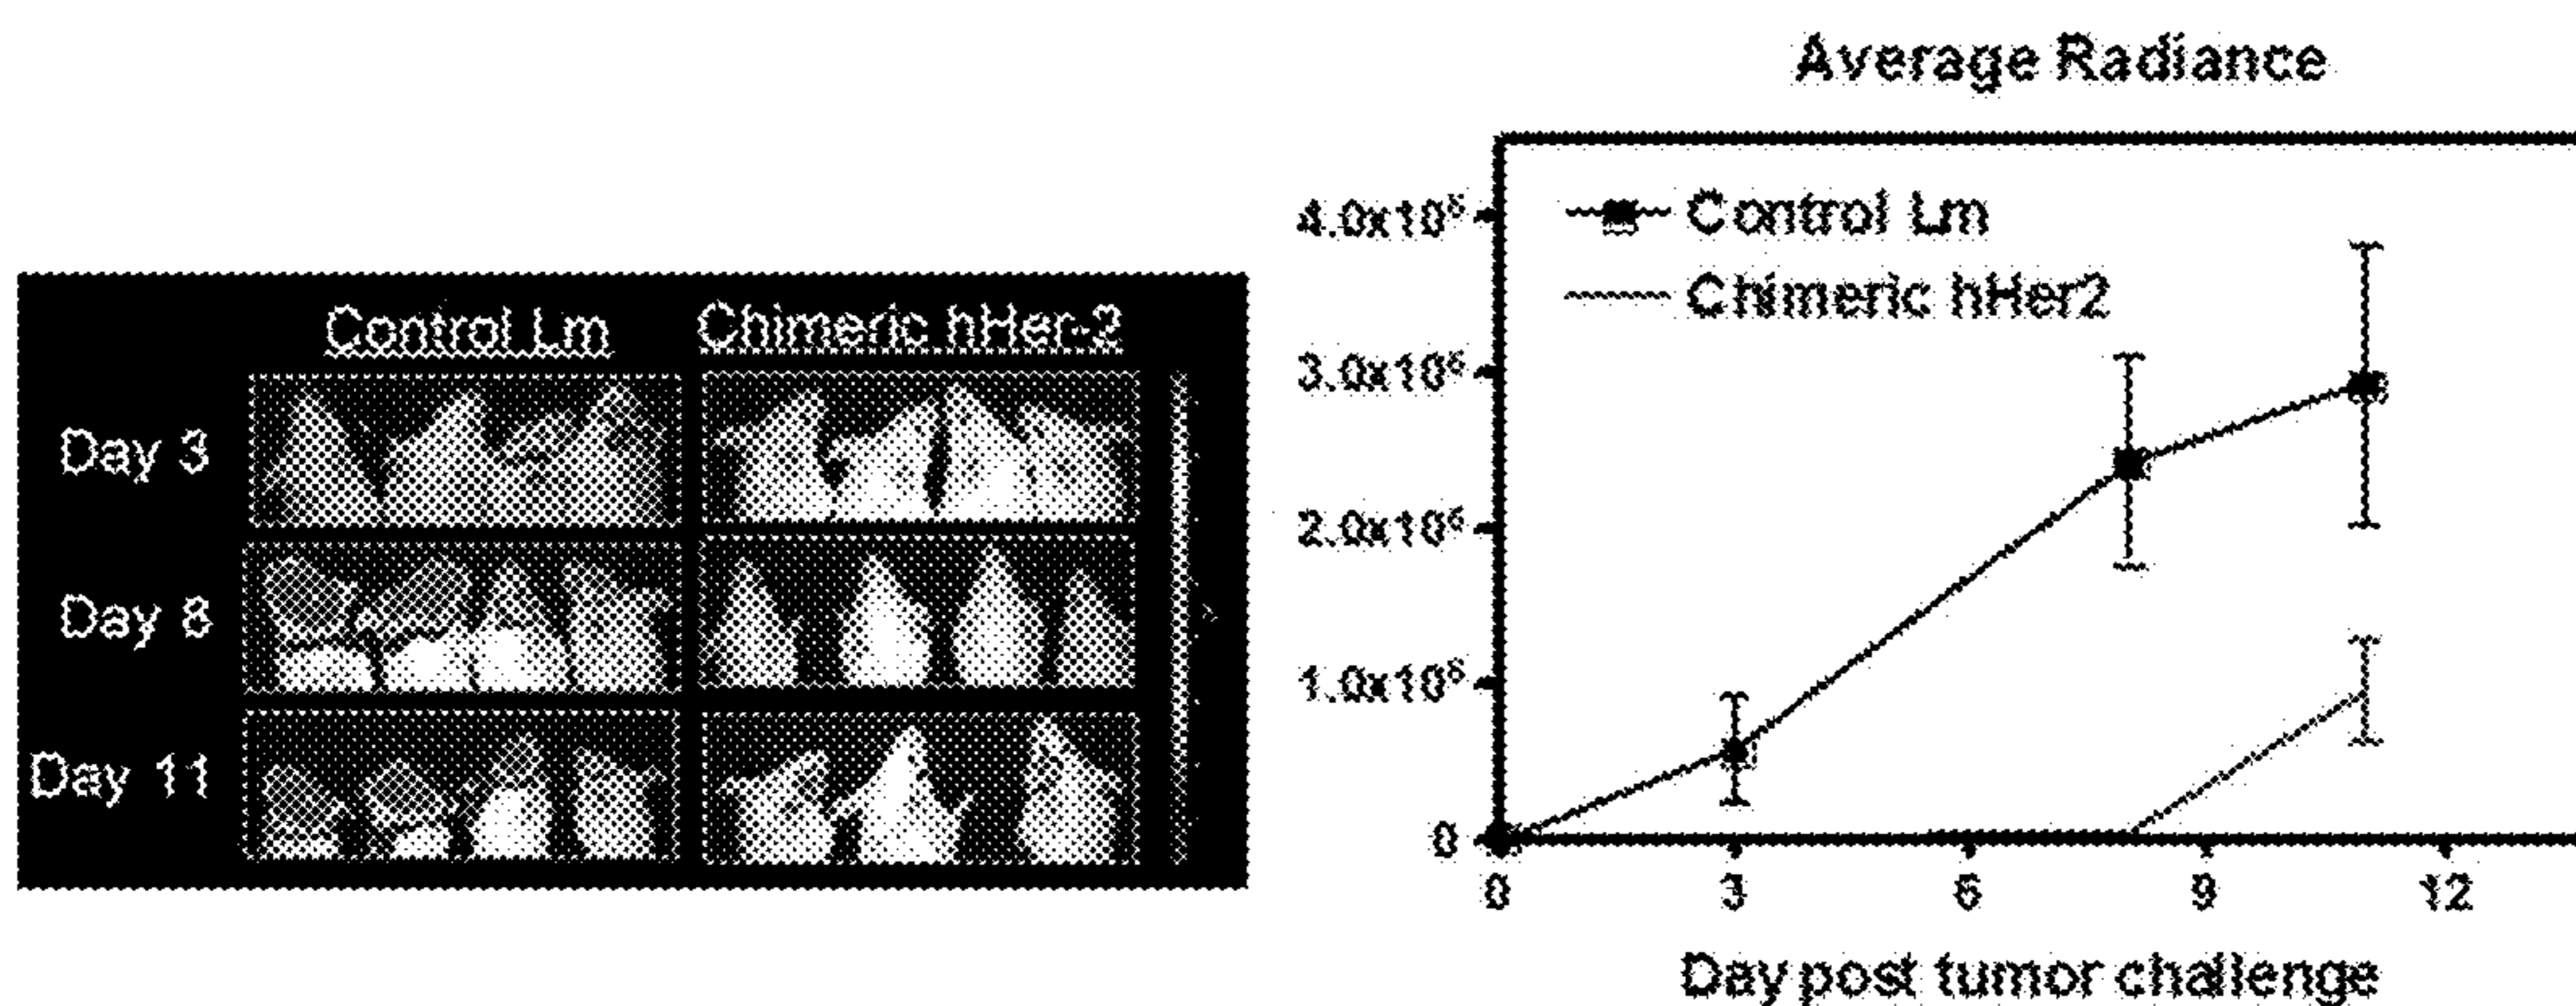 Control Lm Chimeric hHer-2
Day 3
Day 8
Day 11
Average Radiance
Control Lm
Chimeric hHer2
4.0x10⁶
3.0x10⁶
2.0x10⁶
1.0x10⁶
0
0 3 6 9 12
Day post tumor challenge